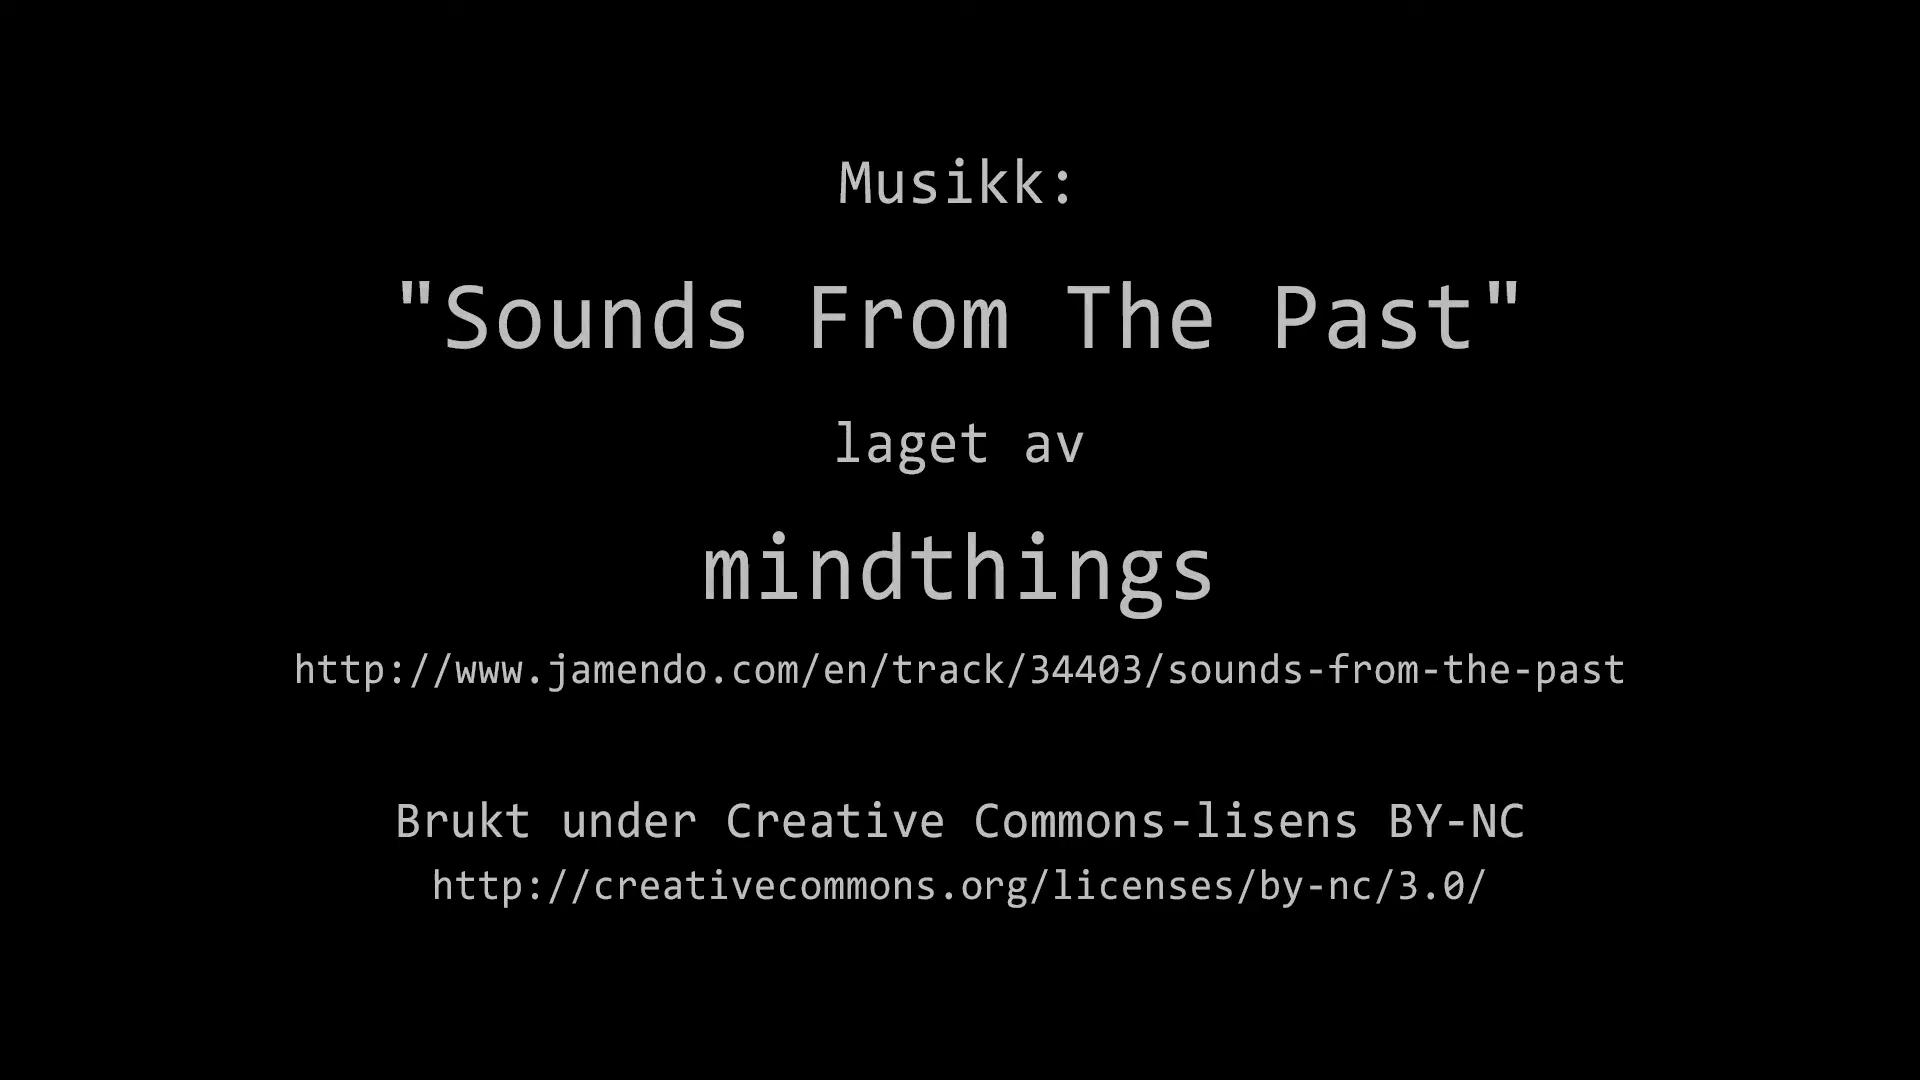 Musikk:
"Sounds From The Past"
laget av
mindthings
http://www.jamendo.com/en/track/34403/sounds-from-the-past
Brukt under Creative Commons-lisens BY-NC
http://creativecommons.org/licenses/by-nc/3.0/